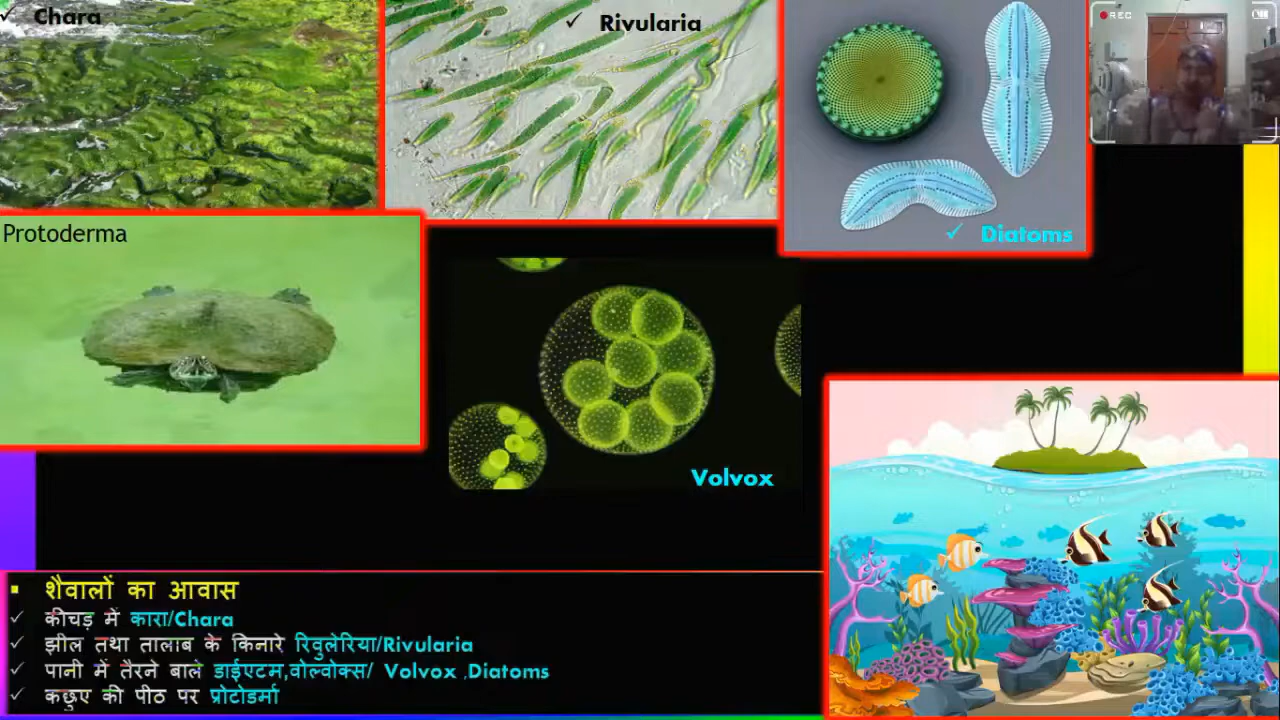 ✓ Chara
✓ Rivularia
REC
✓ Diatoms
Protoderma
Volvox
▪ शैवालों का आवास
✓ कीचड़ में कारा/Chara
✓ झील तथा तालाब के किनारे रिवुलेरिया/Rivularia
✓ पानी में तैरने बाले डाईएटम,वोल्वोक्स/ Volvox ,Diatoms
✓ कछुए की पीठ पर प्रोटोडर्मा